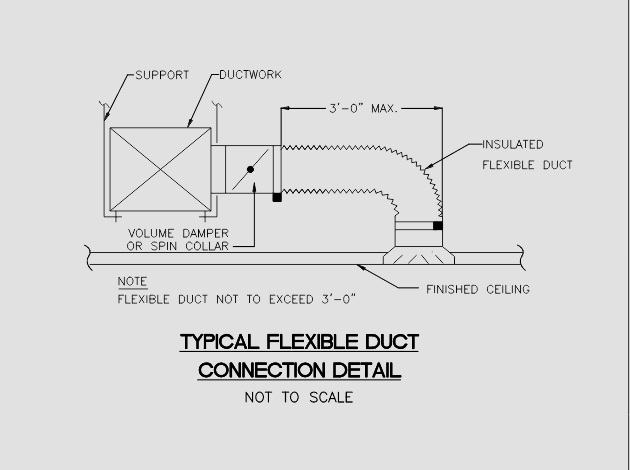 SUPPORT
DUCTWORK
3'-0" MAX.
INSULATED
FLEXIBLE DUCT
VOLUME DAMPER
OR SPIN COLLAR
NOTE
FLEXIBLE DUCT NOT TO EXCEED 3'-0"
FINISHED CEILING
TYPICAL FLEXIBLE DUCT
CONNECTION DETAIL
NOT TO SCALE